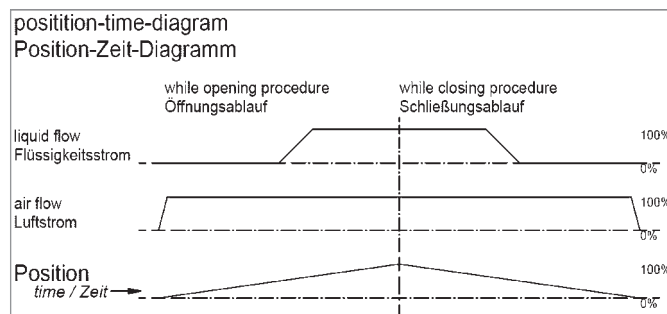 positition-time-diagram
Position-Zeit-Diagramm
while opening procedure
Öffnungsablauf
while closing procedure
Schließungsablauf
liquid flow
Flüssigkeitsstrom
100%
0%
air flow
Luftstrom
100%
0%
Position
time / Zeit
100%
0%